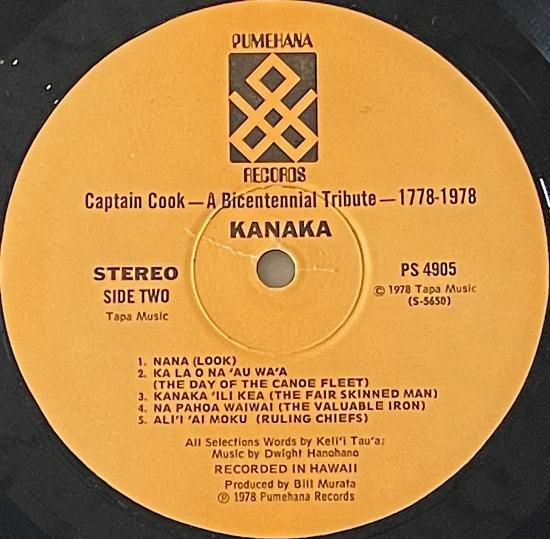 PUMEHANA
RECORDS
Captain Cook—A Bicentennial Tribute—1778-1978
KANAKA
STEREO
SIDE TWO
Tapa Music
PS 4905
© 1978 Tapa Music
(S-5650)
1. NANA (LOOK)
2. KA LA O NA 'AU WA'A
(THE DAY OF THE CANOE FLEET)
3. KANAKA 'ILI KEA (THE FAIR SKINNED MAN)
4. NA PAHOA WAIWAI (THE VALUABLE IRON)
5. ALI'I 'AI MOKU (RULING CHIEFS)
All Selections Words by Keli'i Tau'a;
Music by Dwight Hanohano
RECORDED IN HAWAII
Produced by Bill Murata
℗ 1978 Pumehana Records